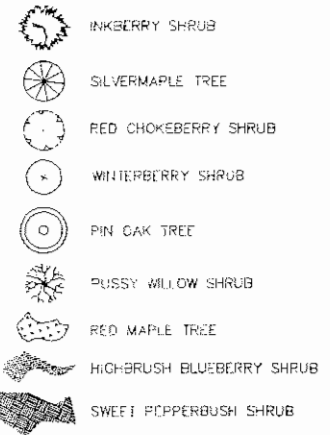 INKBERRY SHRUB
SILVERMAPLE TREE
RED CHOKEBERRY SHRUB
WINTERBERRY SHRUB
PIN OAK TREE
PUSSY WILLOW SHRUB
RED MAPLE TREE
HIGHBRUSH BLUEBERRY SHRUB
SWEET PEPPERBUSH SHRUB